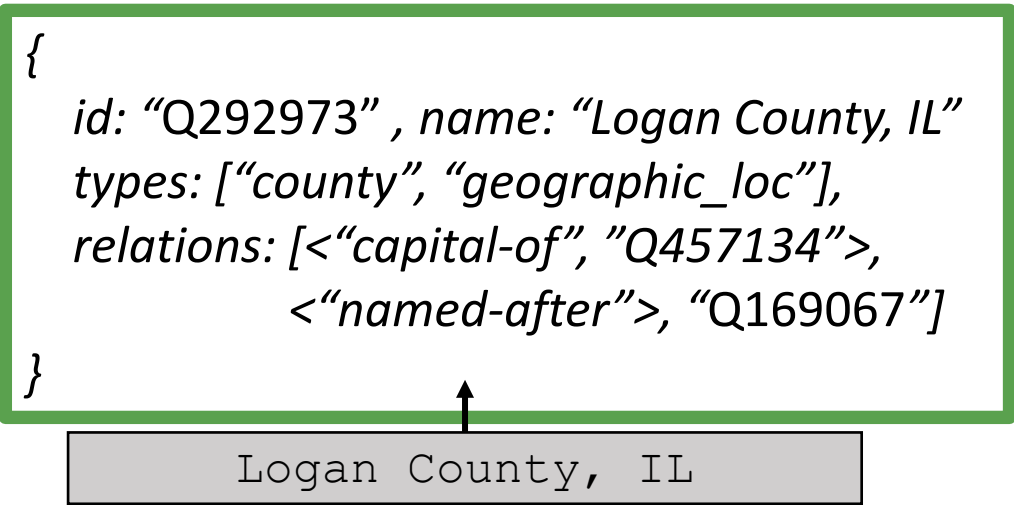 {
id: “Q292973” , name: “Logan County, IL”
types: [“county”, “geographic_loc”],
relations: [<“capital-of”, ”Q457134”>,
<“named-after”>, “Q169067”]
}
Logan County, IL